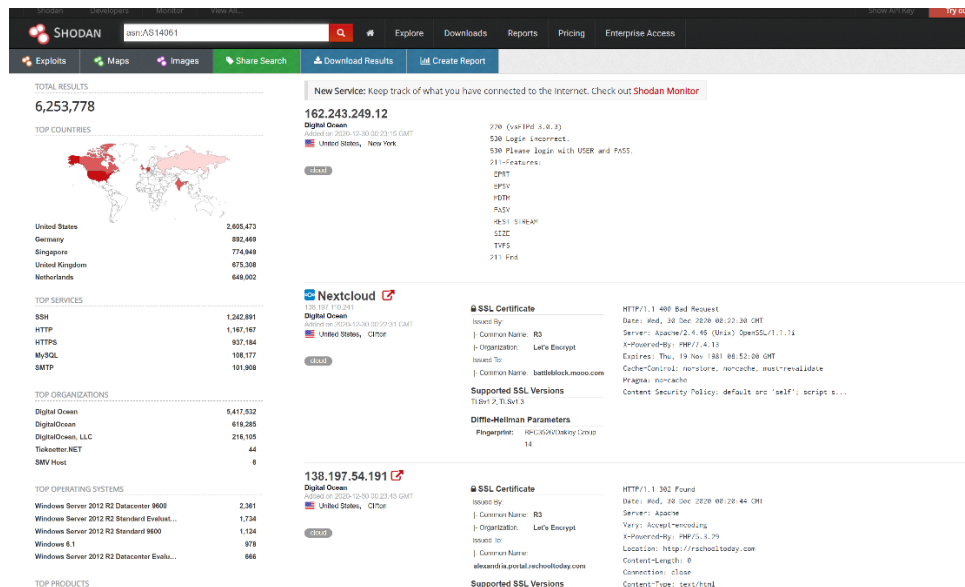 Shodan Developers Monitor View All... Show API Key Try ou
SHODAN asn:AS14061 Explore Downloads Reports Pricing Enterprise Access
Exploits Maps Images Share Search Download Results Create Report
TOTAL RESULTS
6,253,778
TOP COUNTRIES
United States 2,605,473
Germany 892,469
Singapore 774,949
United Kingdom 675,308
Netherlands 649,002
TOP SERVICES
SSH 1,242,891
HTTP 1,167,167
HTTPS 937,184
MySQL 108,177
SMTP 101,908
TOP ORGANIZATIONS
Digital Ocean 5,417,532
DigitalOcean 619,285
DigitalOcean, LLC 216,105
Tieknetter.NET 44
SMV Host 6
TOP OPERATING SYSTEMS
Windows Server 2012 R2 Datacenter 9600 2,361
Windows Server 2012 R2 Standard Evaluat... 1,734
Windows Server 2012 R2 Standard 9600 1,124
Windows 6.1 978
Windows Server 2012 R2 Datacenter Evalu... 666
TOP PRODUCTS
New Service: Keep track of what you have connected to the Internet. Check out Shodan Monitor
162.243.249.12
Digital Ocean
Added on 2020-12-30 00:23:15 GMT
United States, New York
cloud
220 (vsFTPd 3.0.3)
530 Login incorrect.
530 Please login with USER and PASS.
211-Features:
EPRT
EPSV
MDTM
PASV
REST STREAM
SIZE
TVFS
211 End
Nextcloud
138.197.110.241
Digital Ocean
Added on 2020-12-30 00:22:31 GMT
United States, Clifton
cloud
SSL Certificate
Issued By:
|- Common Name: R3
|- Organization: Let's Encrypt
Issued To:
|- Common Name: battleblock.mooo.com
Supported SSL Versions
TLSv1.2, TLSv1.3
Diffie-Hellman Parameters
Fingerprint: RFC3526/Oakley Group
14
HTTP/1.1 400 Bad Request
Date: Wed, 30 Dec 2020 00:22:30 GMT
Server: Apache/2.4.46 (Unix) OpenSSL/1.1.1i
X-Powered-By: PHP/7.4.13
Expires: Thu, 19 Nov 1981 08:52:00 GMT
Cache-Control: no-store, no-cache, must-revalidate
Pragma: no-cache
Content Security Policy: default src 'self'; script s...
138.197.54.191
Digital Ocean
Added on 2020-12-30 00:23:43 GMT
United States, Clifton
cloud
SSL Certificate
Issued By:
|- Common Name: R3
|- Organization: Let's Encrypt
Issued To:
|- Common Name:
alexandria.portal.rschooltoday.com
Supported SSL Versions
HTTP/1.1 302 Found
Date: Wed, 30 Dec 2020 00:20:44 GMT
Server: Apache
Vary: Accept-encoding
X-Powered-By: PHP/5.3.29
Location: http://rschooltoday.com
Content-Length: 0
Connection: close
Content-Type: text/html